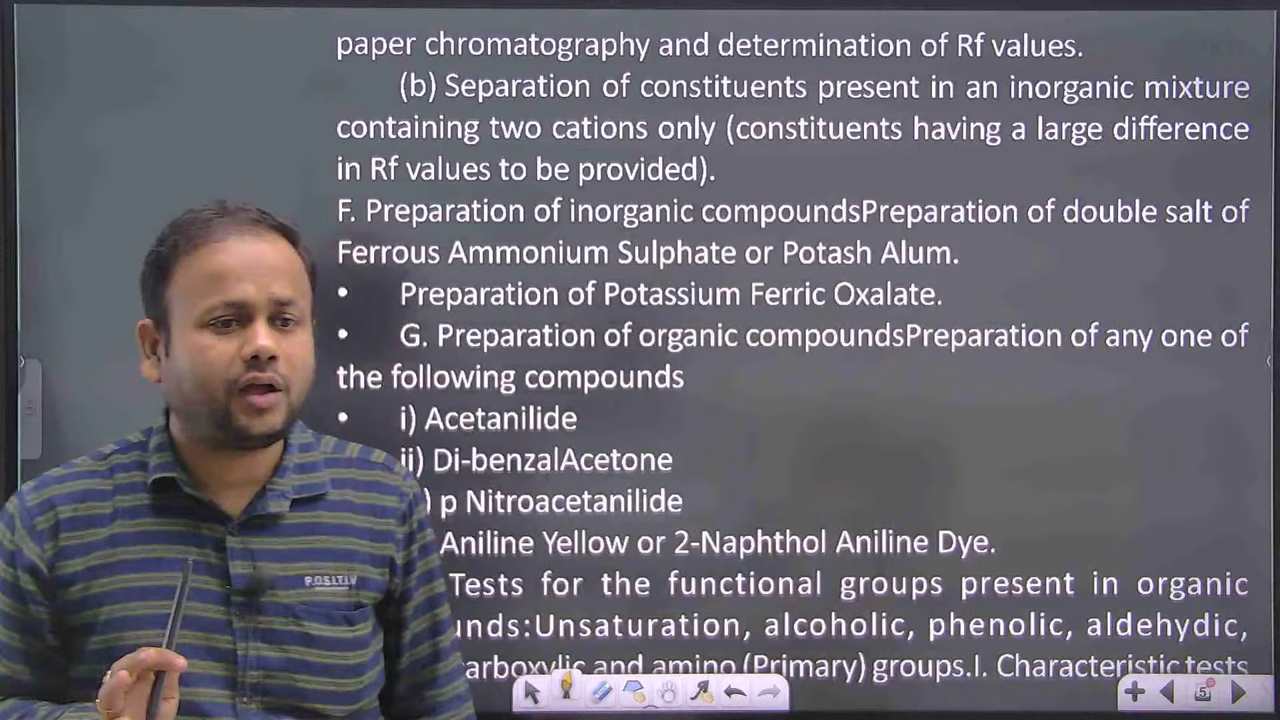 paper chromatography and determination of Rf values.
(b) Separation of constituents present in an inorganic mixture
containing two cations only (constituents having a large difference
in Rf values to be provided).
F. Preparation of inorganic compoundsPreparation of double salt of
Ferrous Ammonium Sulphate or Potash Alum.
• Preparation of Potassium Ferric Oxalate.
• G. Preparation of organic compoundsPreparation of any one of
the following compounds
• i) Acetanilide
ii) Di-benzalAcetone
) p Nitroacetanilide
Aniline Yellow or 2-Naphthol Aniline Dye.
Tests for the functional groups present in organic
unds:Unsaturation, alcoholic, phenolic, aldehydic,
carboxylic and amino (Primary) groups.I. Characteristic tests
5